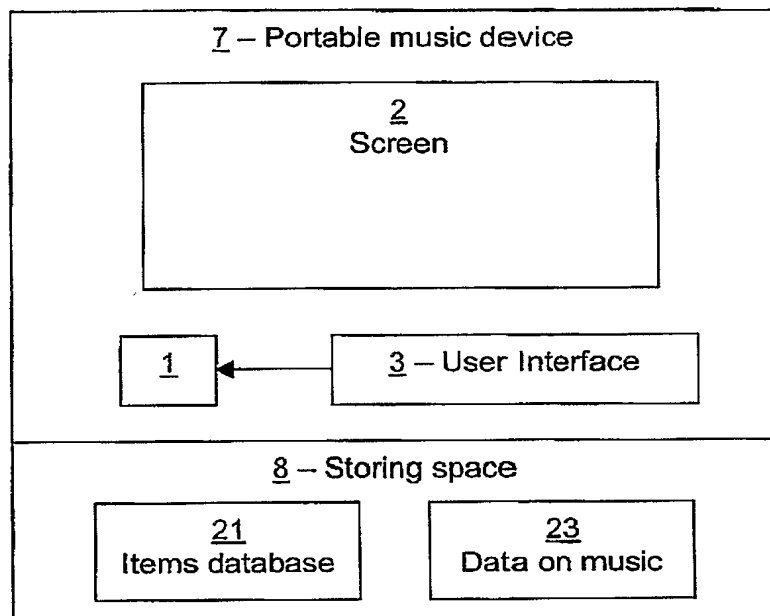 7 – Portable music device
2
Screen
1
3 – User Interface
8 – Storing space
21
Items database
23
Data on music